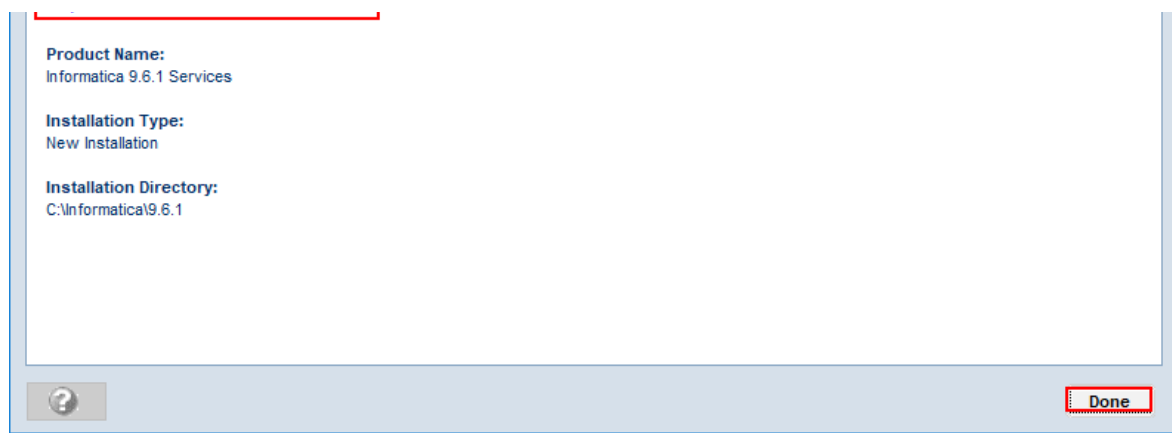 Product Name:
Informatica 9.6.1 Services
Installation Type:
New Installation
Installation Directory:
C:\Informatica\9.6.1
Done